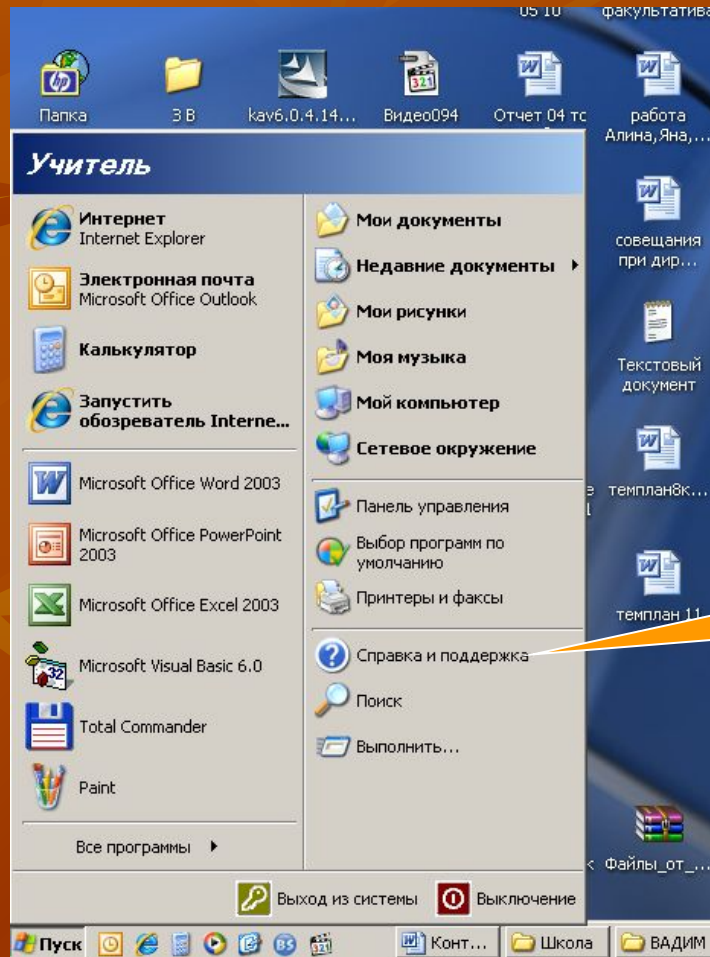 05 10
факультатива
Папка
3 В
kav6.0.4.14...
Видео094
Отчет 04 тс
работа
Алина,Яна,...
Учитель
Интернет
Internet Explorer
Электронная почта
Microsoft Office Outlook
Калькулятор
Запустить
обозреватель Interne...
Microsoft Office Word 2003
Microsoft Office PowerPoint
2003
Microsoft Office Excel 2003
Microsoft Visual Basic 6.0
Total Commander
Paint
Все программы
Мои документы
Недавние документы
Мои рисунки
Моя музыка
Мой компьютер
Сетевое окружение
Панель управления
Выбор программ по
умолчанию
Принтеры и факсы
Справка и поддержка
Поиск
Выполнить...
совещания
при дир...
Текстовый
документ
темплан8к...
темплан 11
Файлы_от_...
Выход из системы
Выключение
Пуск
Конт...
Школа
ВАДИМ